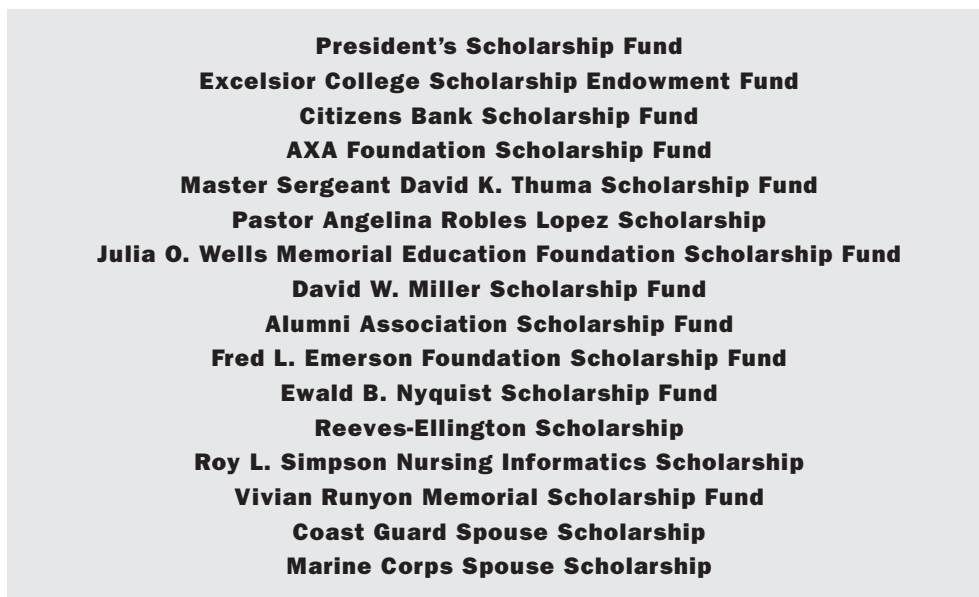 President’s Scholarship Fund
Excelsior College Scholarship Endowment Fund
Citizens Bank Scholarship Fund
AXA Foundation Scholarship Fund
Master Sergeant David K. Thuma Scholarship Fund
Pastor Angelina Robles Lopez Scholarship
Julia O. Wells Memorial Education Foundation Scholarship Fund
David W. Miller Scholarship Fund
Alumni Association Scholarship Fund
Fred L. Emerson Foundation Scholarship Fund
Ewald B. Nyquist Scholarship Fund
Reeves-Ellington Scholarship
Roy L. Simpson Nursing Informatics Scholarship
Vivian Runyon Memorial Scholarship Fund
Coast Guard Spouse Scholarship
Marine Corps Spouse Scholarship